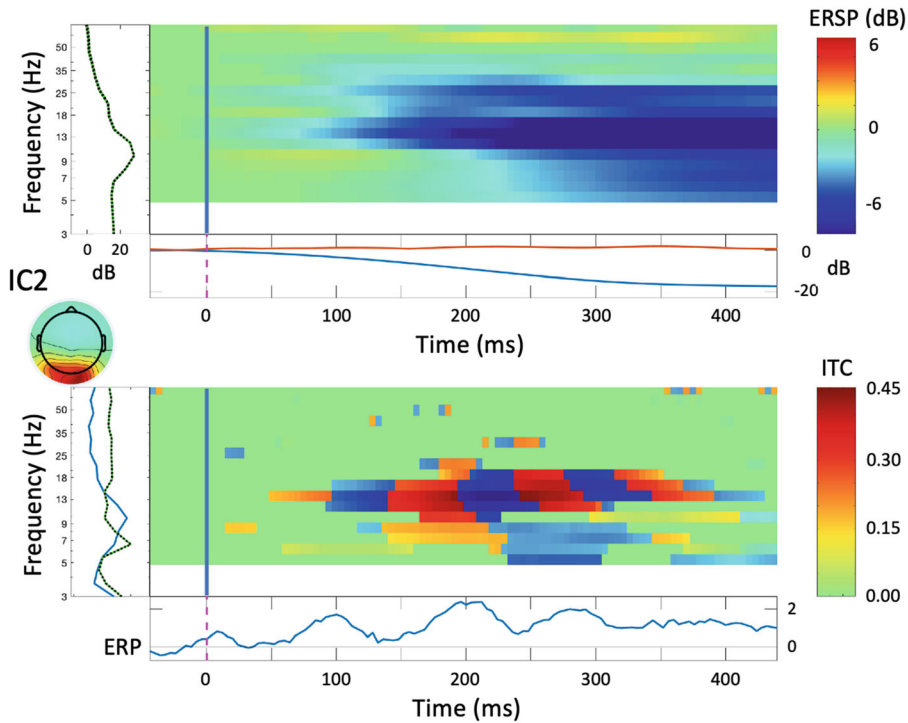 ERSP (dB)
Frequency (Hz)
50
35
25
18
13
9
7
5
3
0 20
dB
6
0
-6
0
-20
dB
0 100 200 300 400
Time (ms)
IC2
ITC
Frequency (Hz)
50
35
25
18
13
9
7
5
3
0.45
0.30
0.15
0.00
ERP
2
0
0 100 200 300 400
Time (ms)